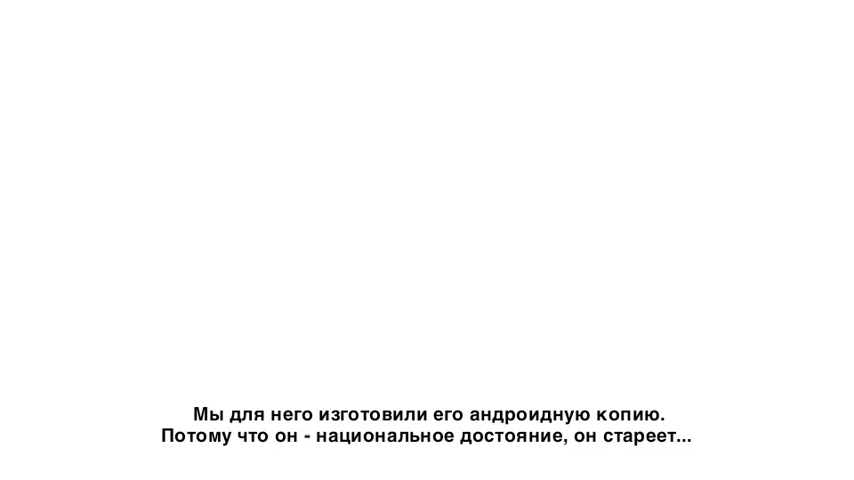 Мы для него изготовили его андроидную копию.
Потому что он - национальное достояние, он стареет...